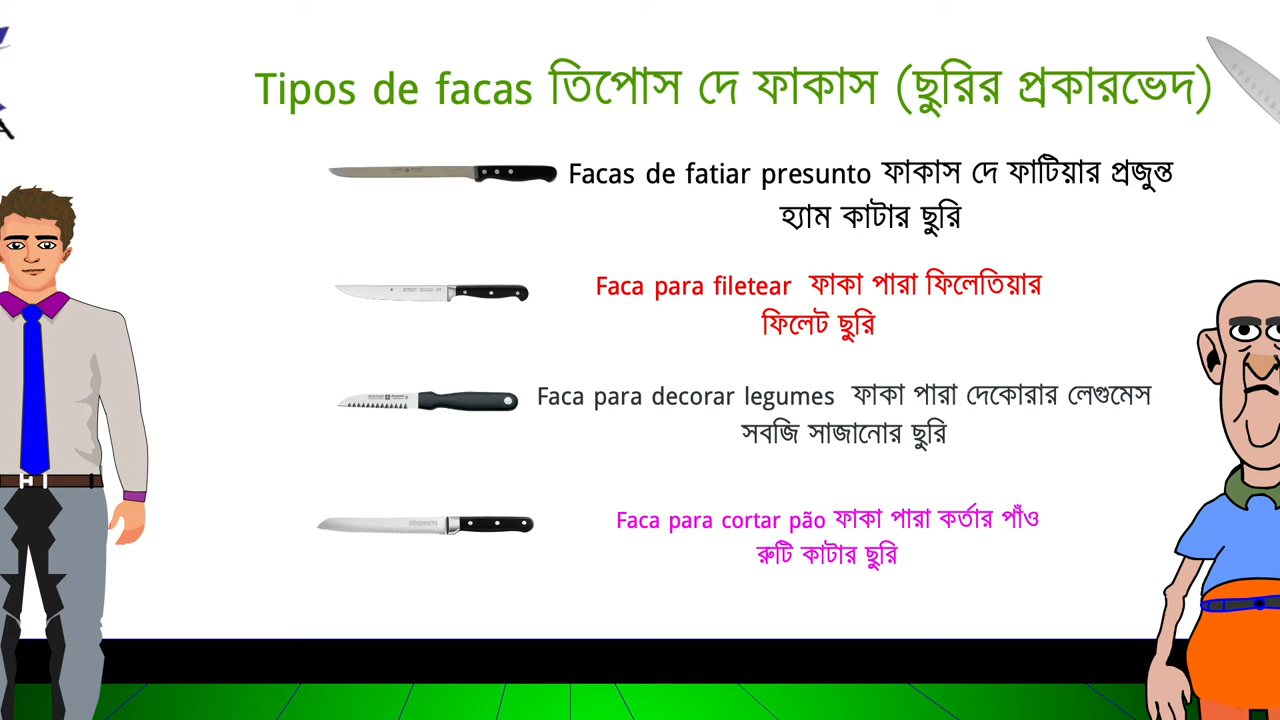 Tipos de facas তিপোস দে ফাকাস (ছুরির প্রকারভেদ)
Facas de fatiar presunto ফাকাস দে ফাটিয়ার প্রজুন্ত
হ্যাম কাটার ছুরি
Faca para filetear ফাকা পারা ফিলেতিয়ার
ফিলেট ছুরি
Faca para decorar legumes ফাকা পারা দেকোরার লেগুমেস
সবজি সাজানোর ছুরি
Faca para cortar pão ফাকা পারা কর্তার পাঁও
রুটি কাটার ছুরি